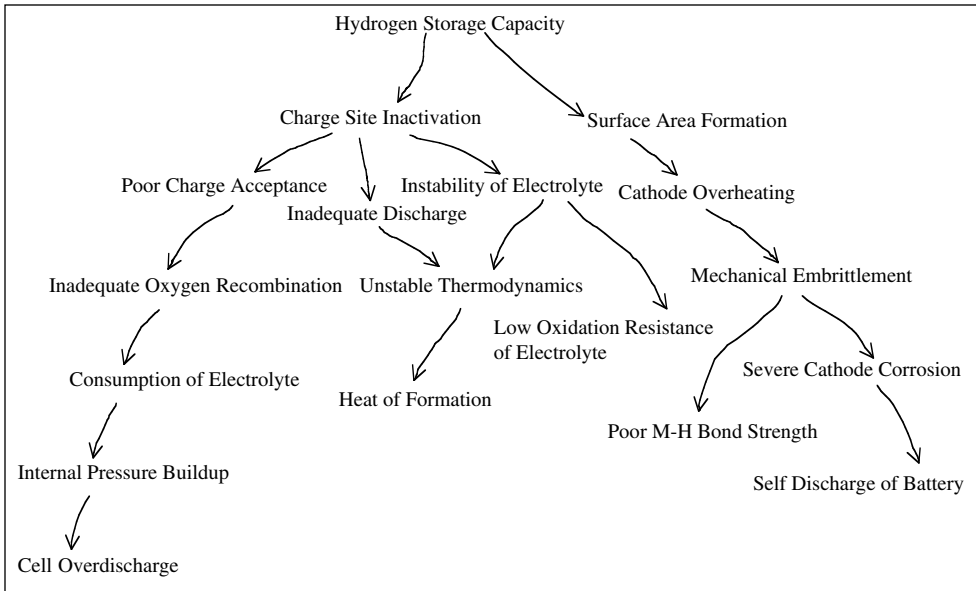 Hydrogen Storage Capacity
Charge Site Inactivation
Surface Area Formation
Poor Charge Acceptance
Instability of Electrolyte
Cathode Overheating
Inadequate Discharge
Inadequate Oxygen Recombination
Unstable Thermodynamics
Mechanical Embrittlement
Low Oxidation Resistance
of Electrolyte
Consumption of Electrolyte
Heat of Formation
Severe Cathode Corrosion
Poor M-H Bond Strength
Internal Pressure Buildup
Self Discharge of Battery
Cell Overdischarge